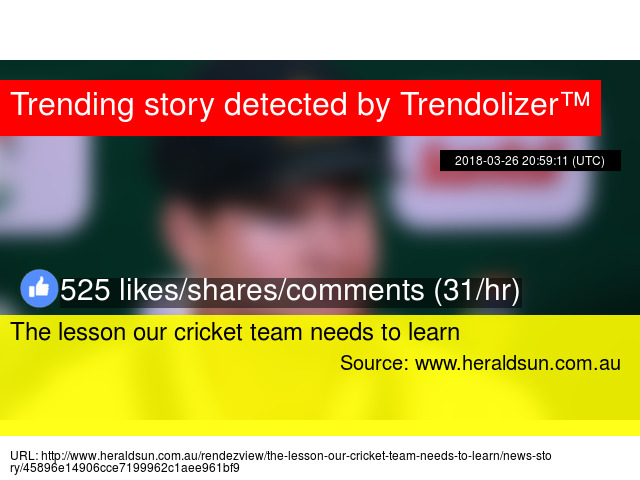 Trending story detected by Trendolizer™
2018-03-26 20:59:11 (UTC)
525 likes/shares/comments (31/hr)
The lesson our cricket team needs to learn
Source: www.heraldsun.com.au
URL: http://www.heraldsun.com.au/rendezview/the-lesson-our-cricket-team-needs-to-learn/news-sto
ry/45896e14906cce7199962c1aee961bf9